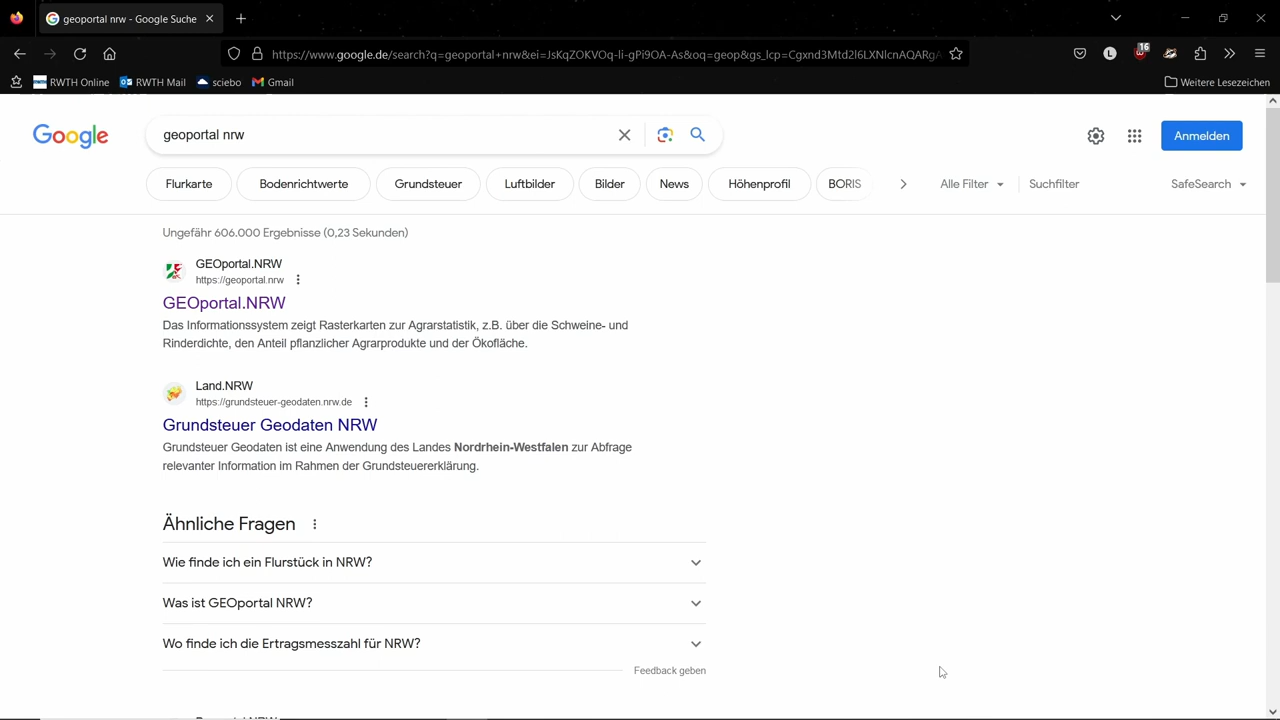 geoportal nrw - Google Suche
https://www.google.de/search?q=geoportal+nrw&ei=JsKqZOKVOq-li-gPi9OA-As&oq=geop&gs_lcp=Cgxnd3Mtd2l6LXNlcnAQARgA
L
16
RWTH Online
RWTH Mail
sciebo
Gmail
Weitere Lesezeichen
Google
geoportal nrw
Anmelden
Flurkarte
Bodenrichtwerte
Grundsteuer
Luftbilder
Bilder
News
Höhenprofil
BORIS
Alle Filter
Suchfilter
SafeSearch
Ungefähr 606.000 Ergebnisse (0,23 Sekunden)
GEOportal.NRW
https://geoportal.nrw
GEOportal.NRW
Das Informationssystem zeigt Rasterkarten zur Agrarstatistik, z.B. über die Schweine- und
Rinderdichte, den Anteil pflanzlicher Agrarprodukte und der Ökofläche.
Land.NRW
https://grundsteuer-geodaten.nrw.de
Grundsteuer Geodaten NRW
Grundsteuer Geodaten ist eine Anwendung des Landes Nordrhein-Westfalen zur Abfrage
relevanter Information im Rahmen der Grundsteuererklärung.
Ähnliche Fragen
Wie finde ich ein Flurstück in NRW?
Was ist GEOportal NRW?
Wo finde ich die Ertragsmesszahl für NRW?
Feedback geben